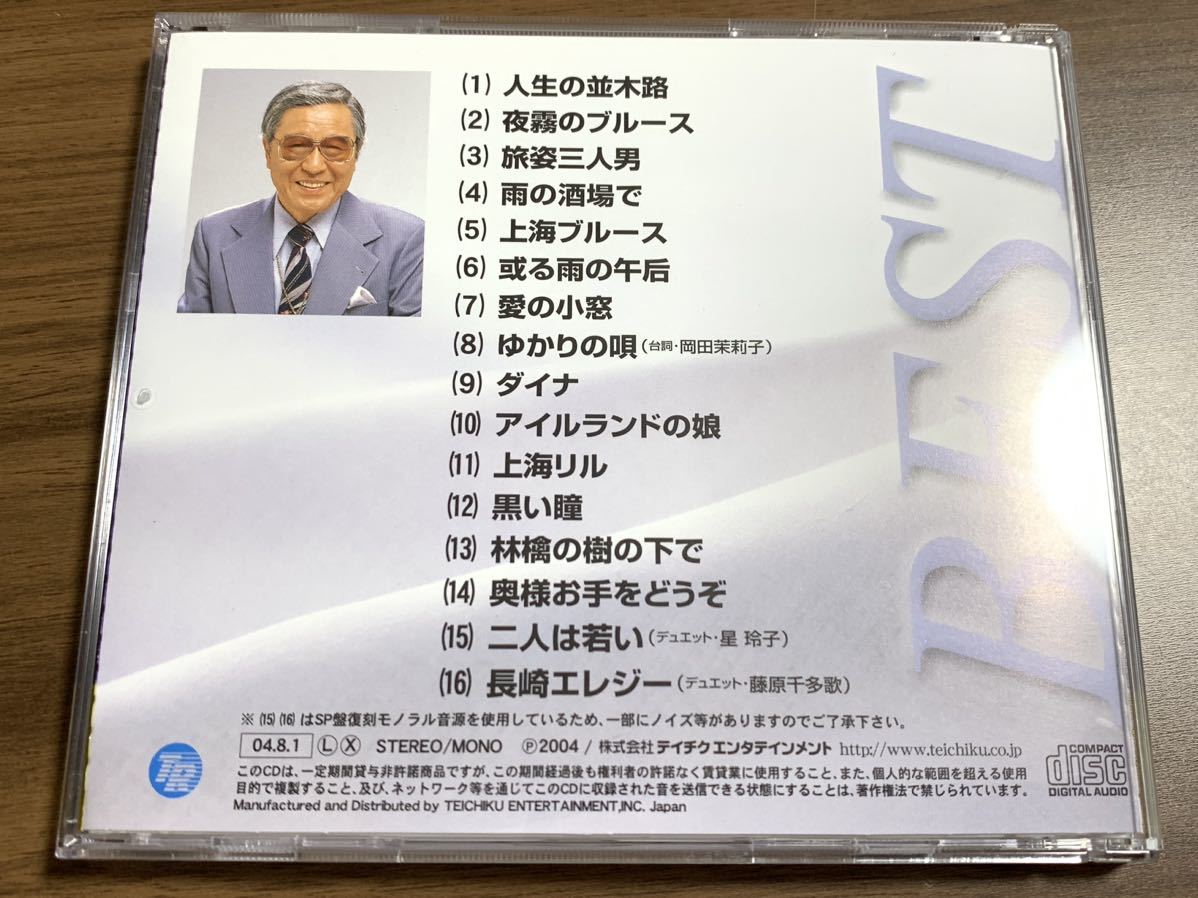 (1) 人生の並木路
(2) 夜霧のブルース
(3) 旅姿三人男
(4) 雨の酒場で
(5) 上海ブルース
(6) 或る雨の午后
(7) 愛の小窓
(8) ゆかりの唄(台詞・岡田茉莉子)
(9) ダイナ
(10) アイルランドの娘
(11) 上海リル
(12) 黒い瞳
(13) 林檎の樹の下で
(14) 奥様お手をどうぞ
(15) 二人は若い(デュエット・星 玲子)
(16) 長崎エレジー(デュエット・藤原千多歌)
BEST
※(15)(16)はSP盤復刻モノラル音源を使用しているため、一部にノイズ等がありますのでご了承下さい。
04.8.1 Ⓛ Ⓧ STEREO/MONO ℗2004 / 株式会社テイチクエンタテインメント http://www.teichiku.co.jp
このCDは、一定期間貸与非許諾商品ですが、この期間経過後も権利者の許諾なく賃貸業に使用すること、また、個人的な範囲を超える使用
目的で複製すること、及び、ネットワーク等を通じてこのCDに収録された音を送信できる状態にすることは、著作権法で禁じられています。
Manufactured and Distributed by TEICHIKU ENTERTAINMENT,INC. Japan
COMPACT
disc
DIGITAL AUDIO